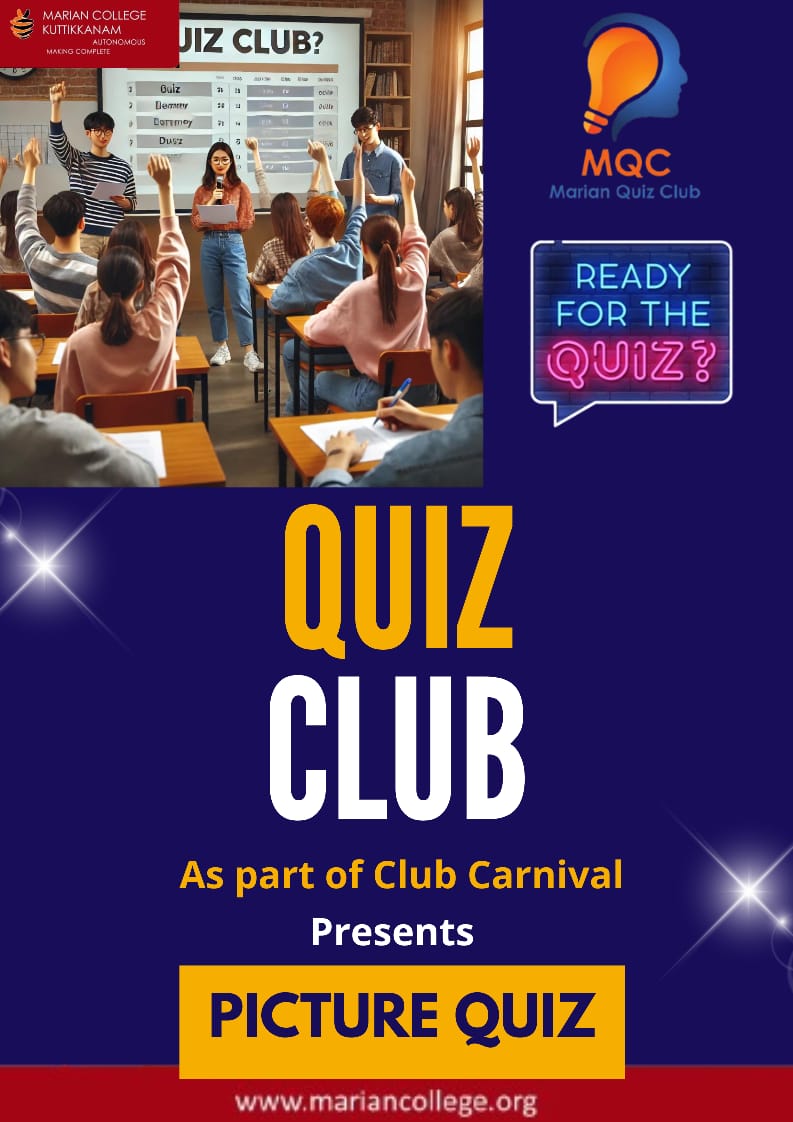 MARIAN COLLEGE
KUTTIKKANAM
AUTONOMOUS
MAKING COMPLETE
UIZ CLUB?
Quiz
MQC
Marian Quiz Club
READY
FOR THE
QUIZ?
QUIZ
CLUB
As part of Club Carnival
Presents
PICTURE QUIZ
www.mariancollege.org